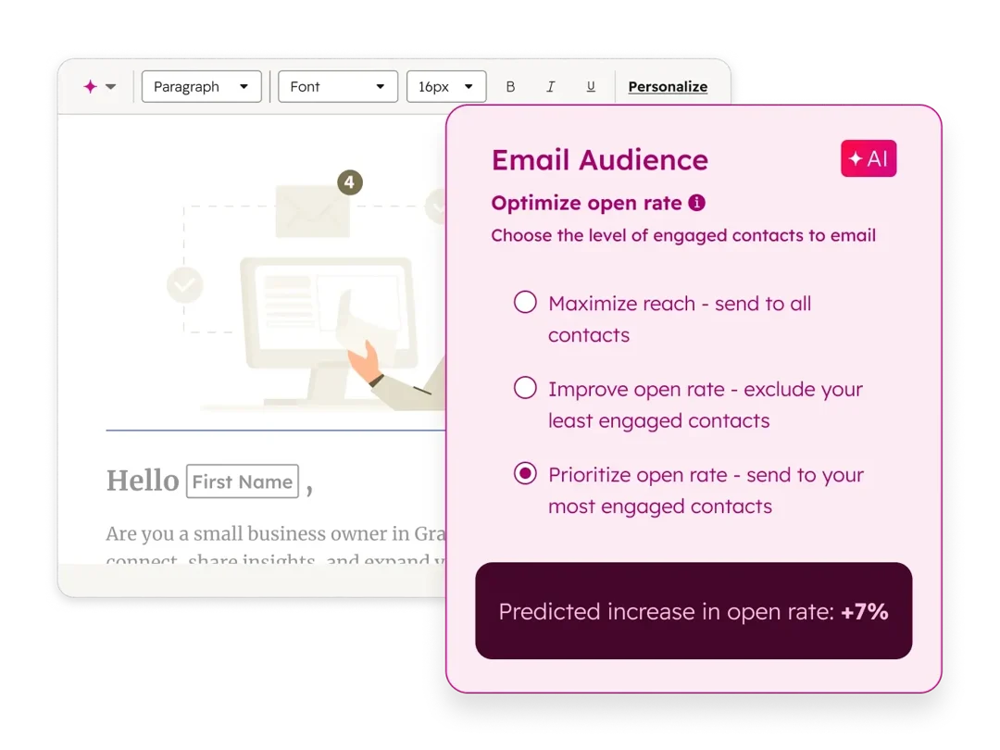 Paragraph
Font
16px
B
I
U
Personalize
4
Hello First Name ,
Are you a small business owner in
connect, share insights, and expand
Email Audience
AI
Optimize open rate
Choose the level of engaged contacts to email
Maximize reach - send to all
contacts
Improve open rate - exclude your
least engaged contacts
Prioritize open rate - send to your
most engaged contacts
Predicted increase in open rate: +7%